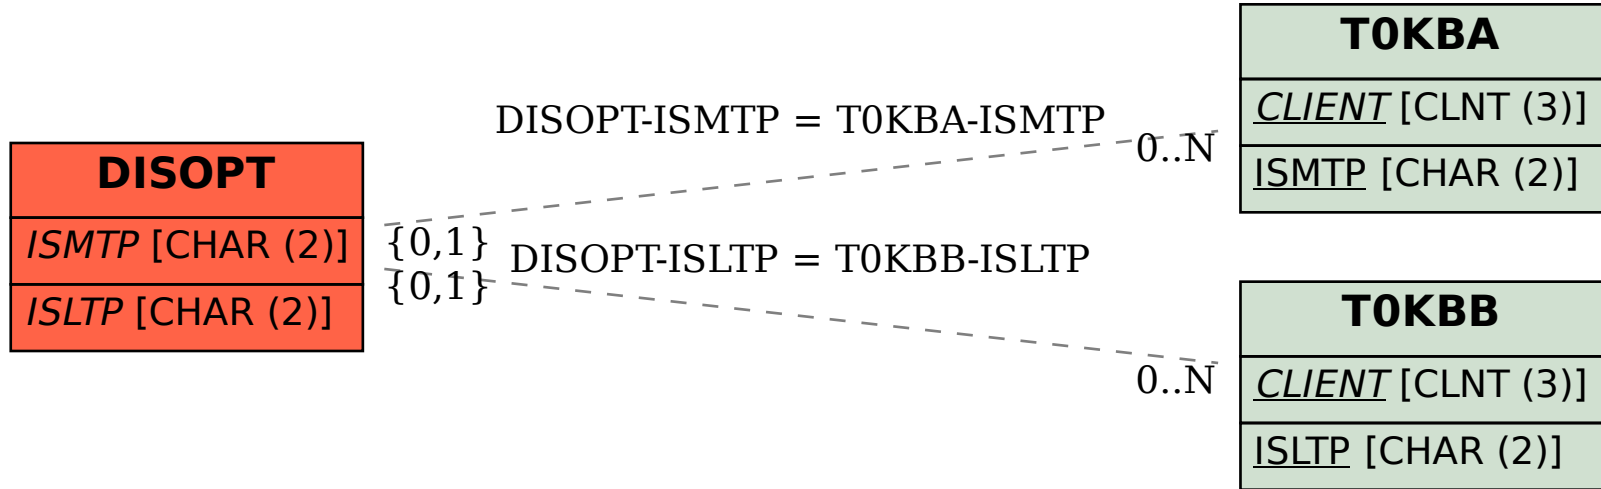 DISOPT
ISMTP [CHAR (2)]
ISLTP [CHAR (2)]
DISOPT-ISMTP = T0KBA-ISMTP
0..N
{0,1}
DISOPT-ISLTP = T0KBB-ISLTP
{0,1}
0..N
T0KBA
CLIENT [CLNT (3)]
ISMTP [CHAR (2)]
T0KBB
CLIENT [CLNT (3)]
ISLTP [CHAR (2)]